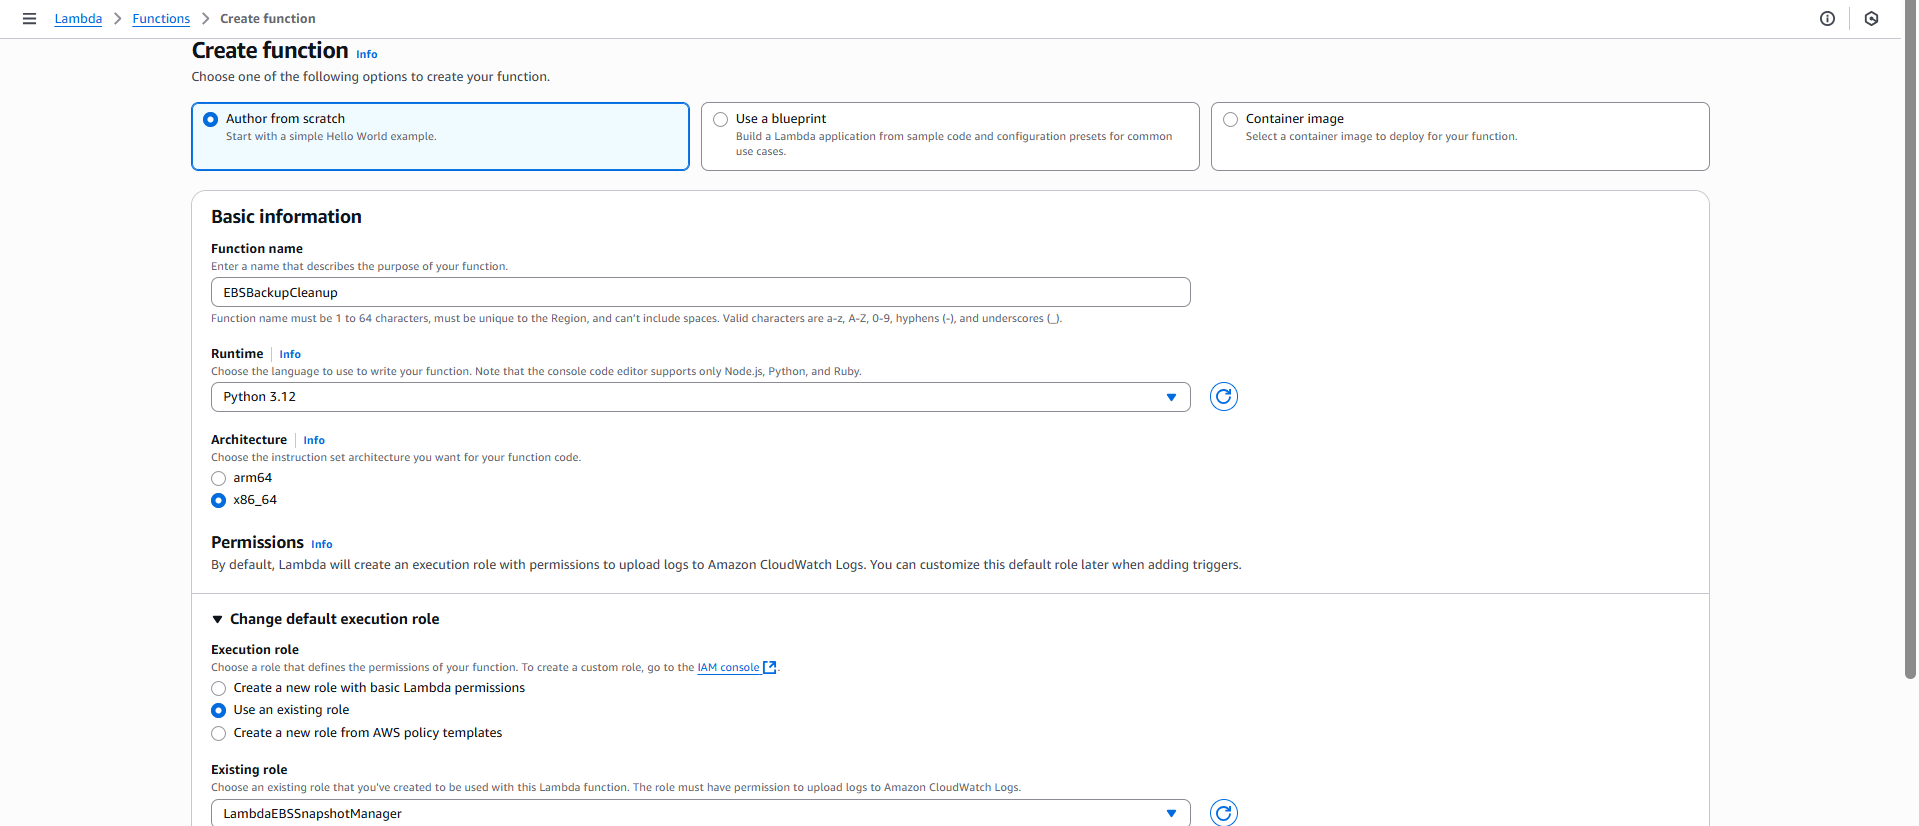 Lambda > Functions > Create function
Create function Info
Choose one of the following options to create your function.
Author from scratch
Start with a simple Hello World example.
Use a blueprint
Build a Lambda application from sample code and configuration presets for common
use cases.
Container image
Select a container image to deploy for your function.
Basic information
Function name
Enter a name that describes the purpose of your function.
EBSBackupCleanup
Function name must be 1 to 64 characters, must be unique to the Region, and can't include spaces. Valid characters are a-z, A-Z, 0-9, hyphens (-), and underscores (_).
Runtime Info
Choose the language to use to write your function. Note that the console code editor supports only Node.js, Python, and Ruby.
Python 3.12
Architecture Info
Choose the instruction set architecture you want for your function code.
arm64
x86_64
Permissions Info
By default, Lambda will create an execution role with permissions to upload logs to Amazon CloudWatch Logs. You can customize this default role later when adding triggers.
Change default execution role
Execution role
Choose a role that defines the permissions of your function. To create a custom role, go to the IAM console.
Create a new role with basic Lambda permissions
Use an existing role
Create a new role from AWS policy templates
Existing role
Choose an existing role that you've created to be used with this Lambda function. The role must have permission to upload logs to Amazon CloudWatch Logs.
LambdaEBSSnapshotManager